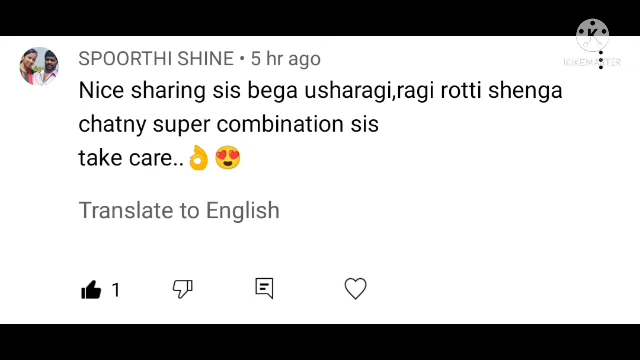 SPOORTHI SHINE • 5 hr ago
Nice sharing sis bega usharagi,ragi rotti shenga
chatny super combination sis
take care..👌😍
Translate to English
1
K
KINEMASTER